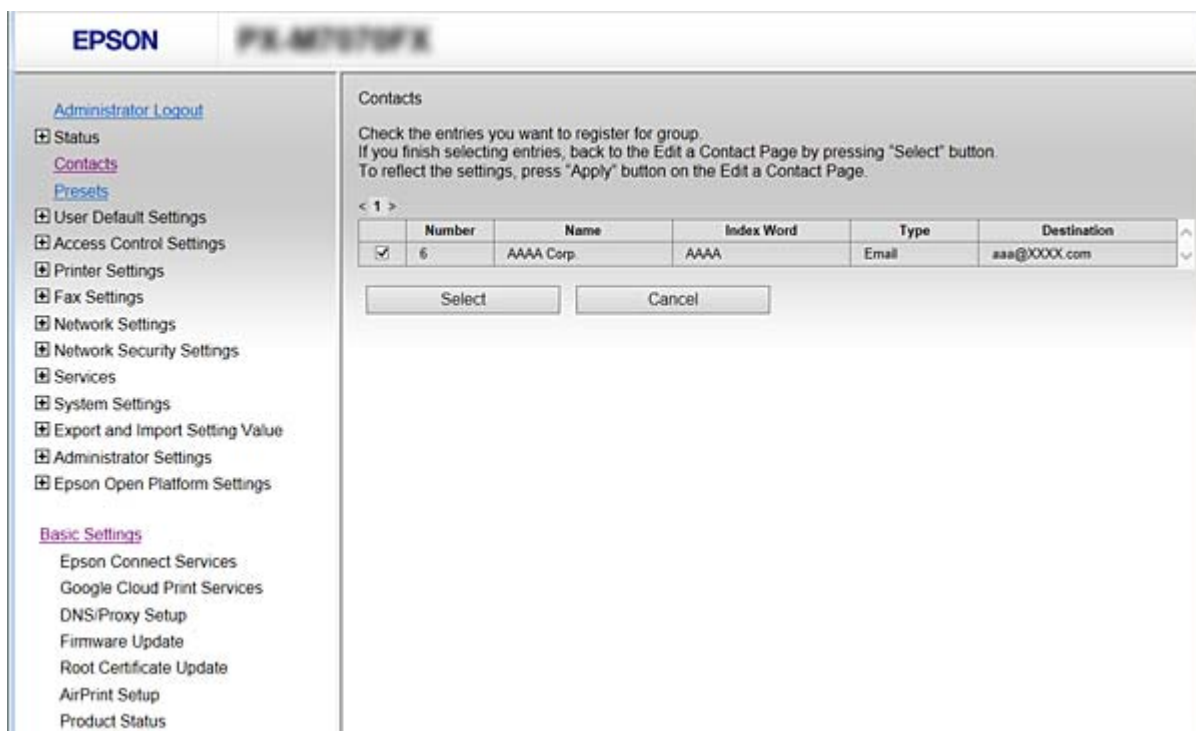 EPSON
Administrator Logout
Status
Contacts
Presets
User Default Settings
Access Control Settings
Printer Settings
Fax Settings
Network Settings
Network Security Settings
Services
System Settings
Export and Import Setting Value
Administrator Settings
Epson Open Platform Settings
Basic Settings
Epson Connect Services
Google Cloud Print Services
DNS/Proxy Setup
Firmware Update
Root Certificate Update
AirPrint Setup
Product Status
Contacts
Check the entries you want to register for group.
If you finish selecting entries, back to the Edit a Contact Page by pressing "Select" button.
To reflect the settings, press "Apply" button on the Edit a Contact Page.
< 1 >
Number Name Index Word Type Destination
6 AAAA Corp. AAAA Email aaa@XXXX.com
Select Cancel